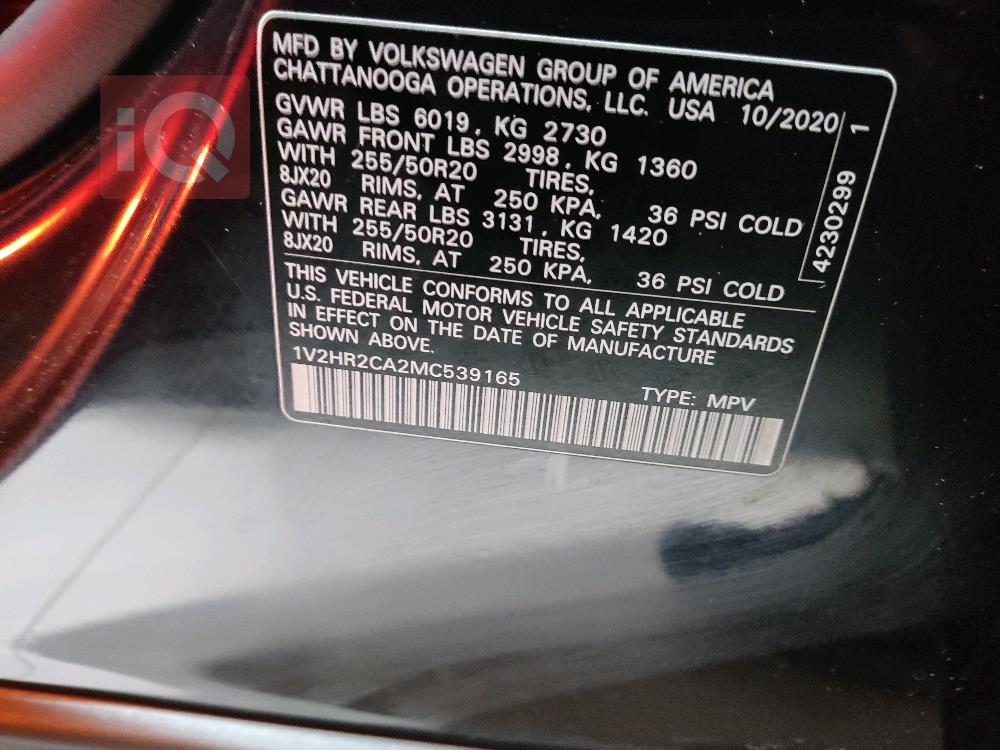 MFD BY VOLKSWAGEN GROUP OF AMERICA
CHATTANOOGA OPERATIONS, LLC. USA 10/2020
GVWR LBS 6019, KG 2730
GAWR FRONT LBS 2998, KG 1360
WITH 255/50R20 TIRES,
8JX20 RIMS, AT 250 KPA, 36 PSI COLD
GAWR REAR LBS 3131, KG 1420
WITH 255/50R20 TIRES,
8JX20 RIMS, AT 250 KPA, 36 PSI COLD
THIS VEHICLE CONFORMS TO ALL APPLICABLE
U.S. FEDERAL MOTOR VEHICLE SAFETY STANDARDS
IN EFFECT ON THE DATE OF MANUFACTURE
SHOWN ABOVE.
1V2HR2CA2MC539165 TYPE: MPV
4230299 1
iQ